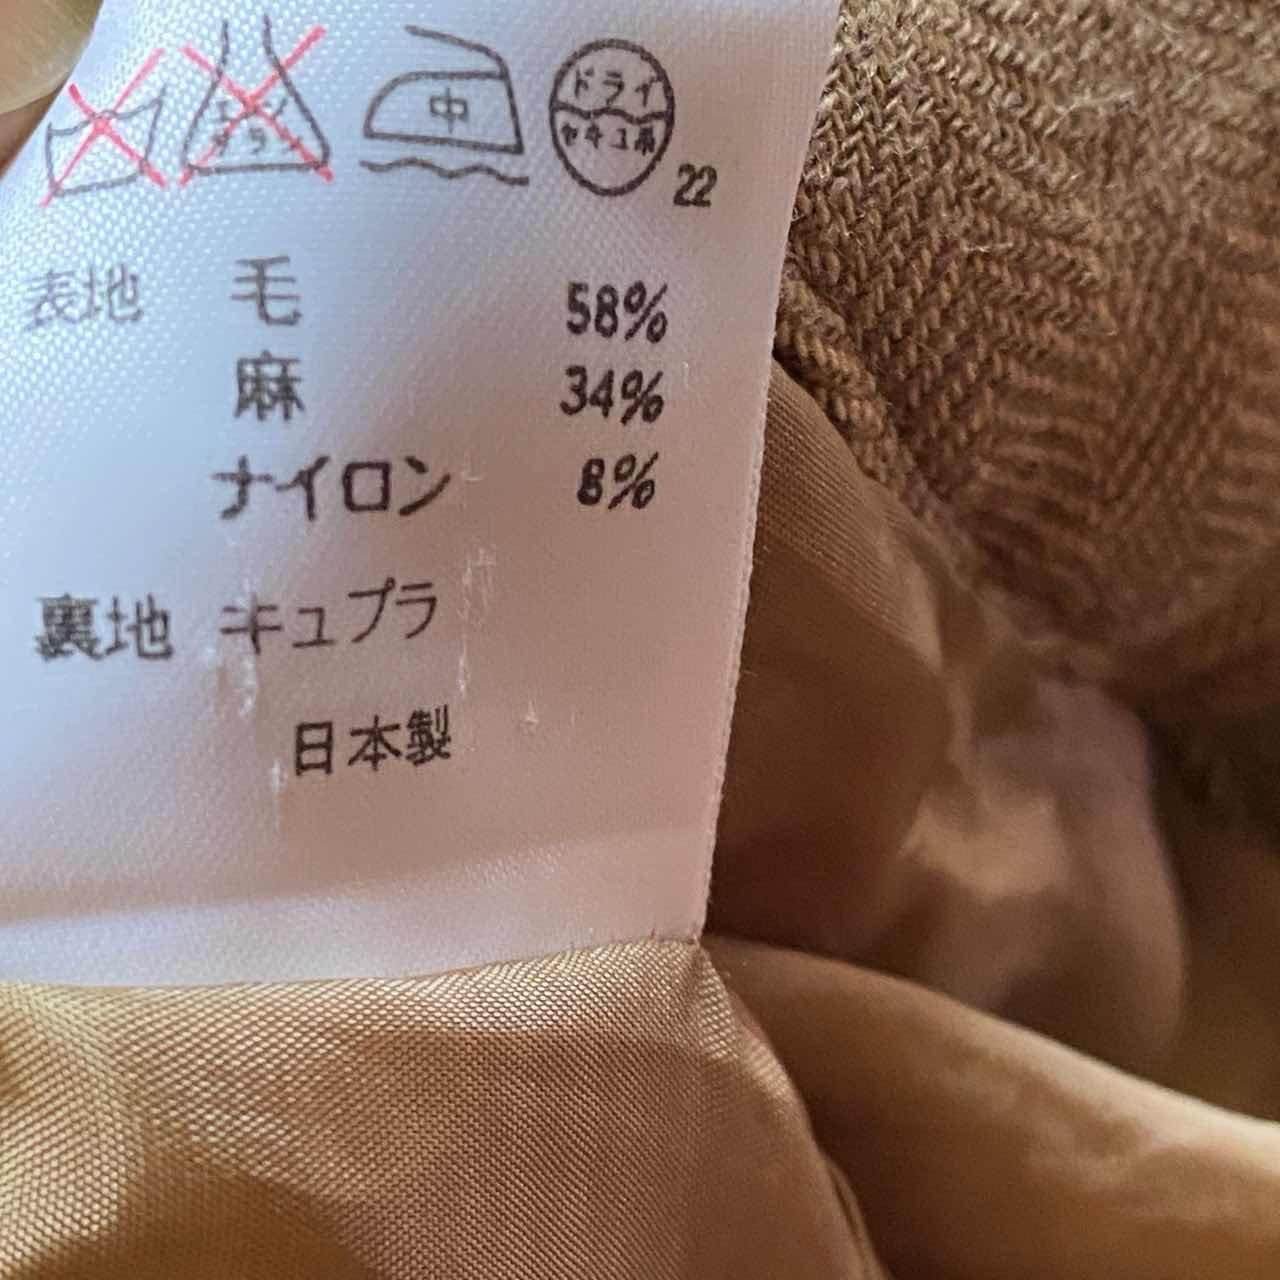 中 ドライ セキユ系 22
表地 毛 58%
麻 34%
ナイロン 8%
裏地 キュプラ
日本製